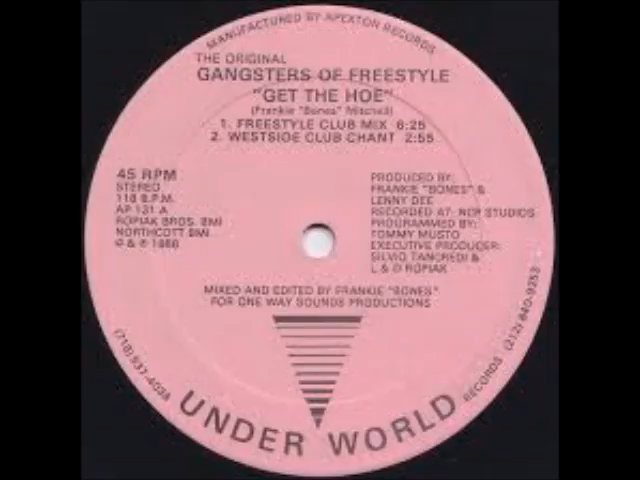 MANUFACTURED BY APEXTON RECORDS
THE ORIGINAL
GANGSTERS OF FREESTYLE
"GET THE HOE"
(Frankie "Bones" Mitchell)
1. FREESTYLE CLUB MIX 6:25
2. WESTSIDE CLUB CHANT 2:55
45 RPM
STEREO
118 B.P.M.
AP 131 A
ROPIAK BROS. BMI
NORTHCOTT BMI
© & ℗ 1988
PRODUCED BY:
FRANKIE "BONES" &
LENNY DEE
RECORDED AT: NCP STUDIOS
PROGRAMMED BY:
TOMMY MUSTO
EXECUTIVE PRODUCER:
SILVIO TANCREDI &
L & D ROPIAK
MIXED AND EDITED BY FRANKIE "BONES"
FOR ONE WAY SOUNDS PRODUCTIONS
(718) 937-4038
UNDER WORLD
RECORDS (212) 840-9253